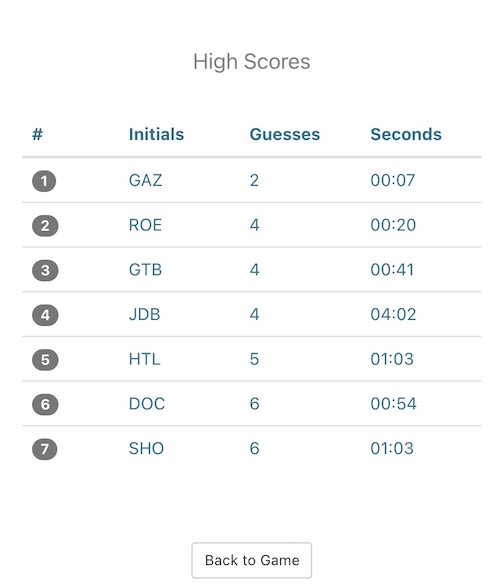 High Scores
# Initials Guesses Seconds
1 GAZ 2 00:07
2 ROE 4 00:20
3 GTB 4 00:41
4 JDB 4 04:02
5 HTL 5 01:03
6 DOC 6 00:54
7 SHO 6 01:03
Back to Game